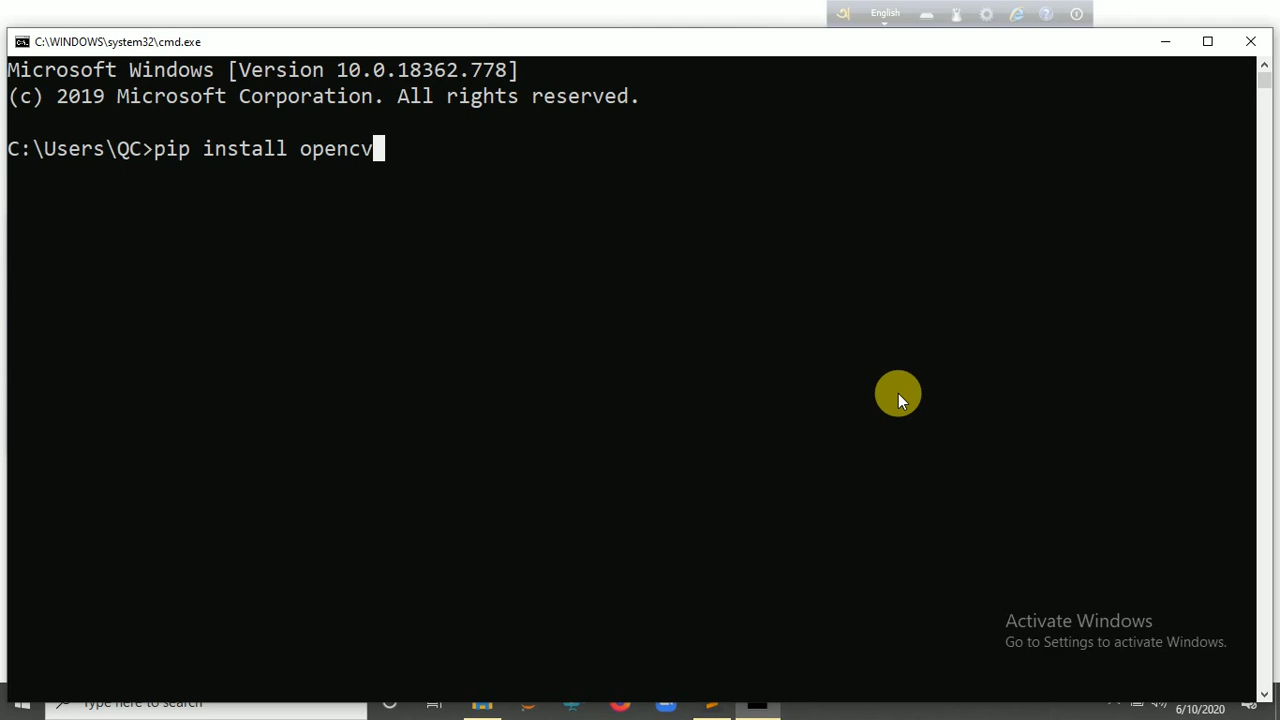 অ English
C:\WINDOWS\system32\cmd.exe
Microsoft Windows [Version 10.0.18362.778]
(c) 2019 Microsoft Corporation. All rights reserved.
C:\Users\QC>pip install opencv
Activate Windows
Go to Settings to activate Windows.
Type here to search
6/10/2020